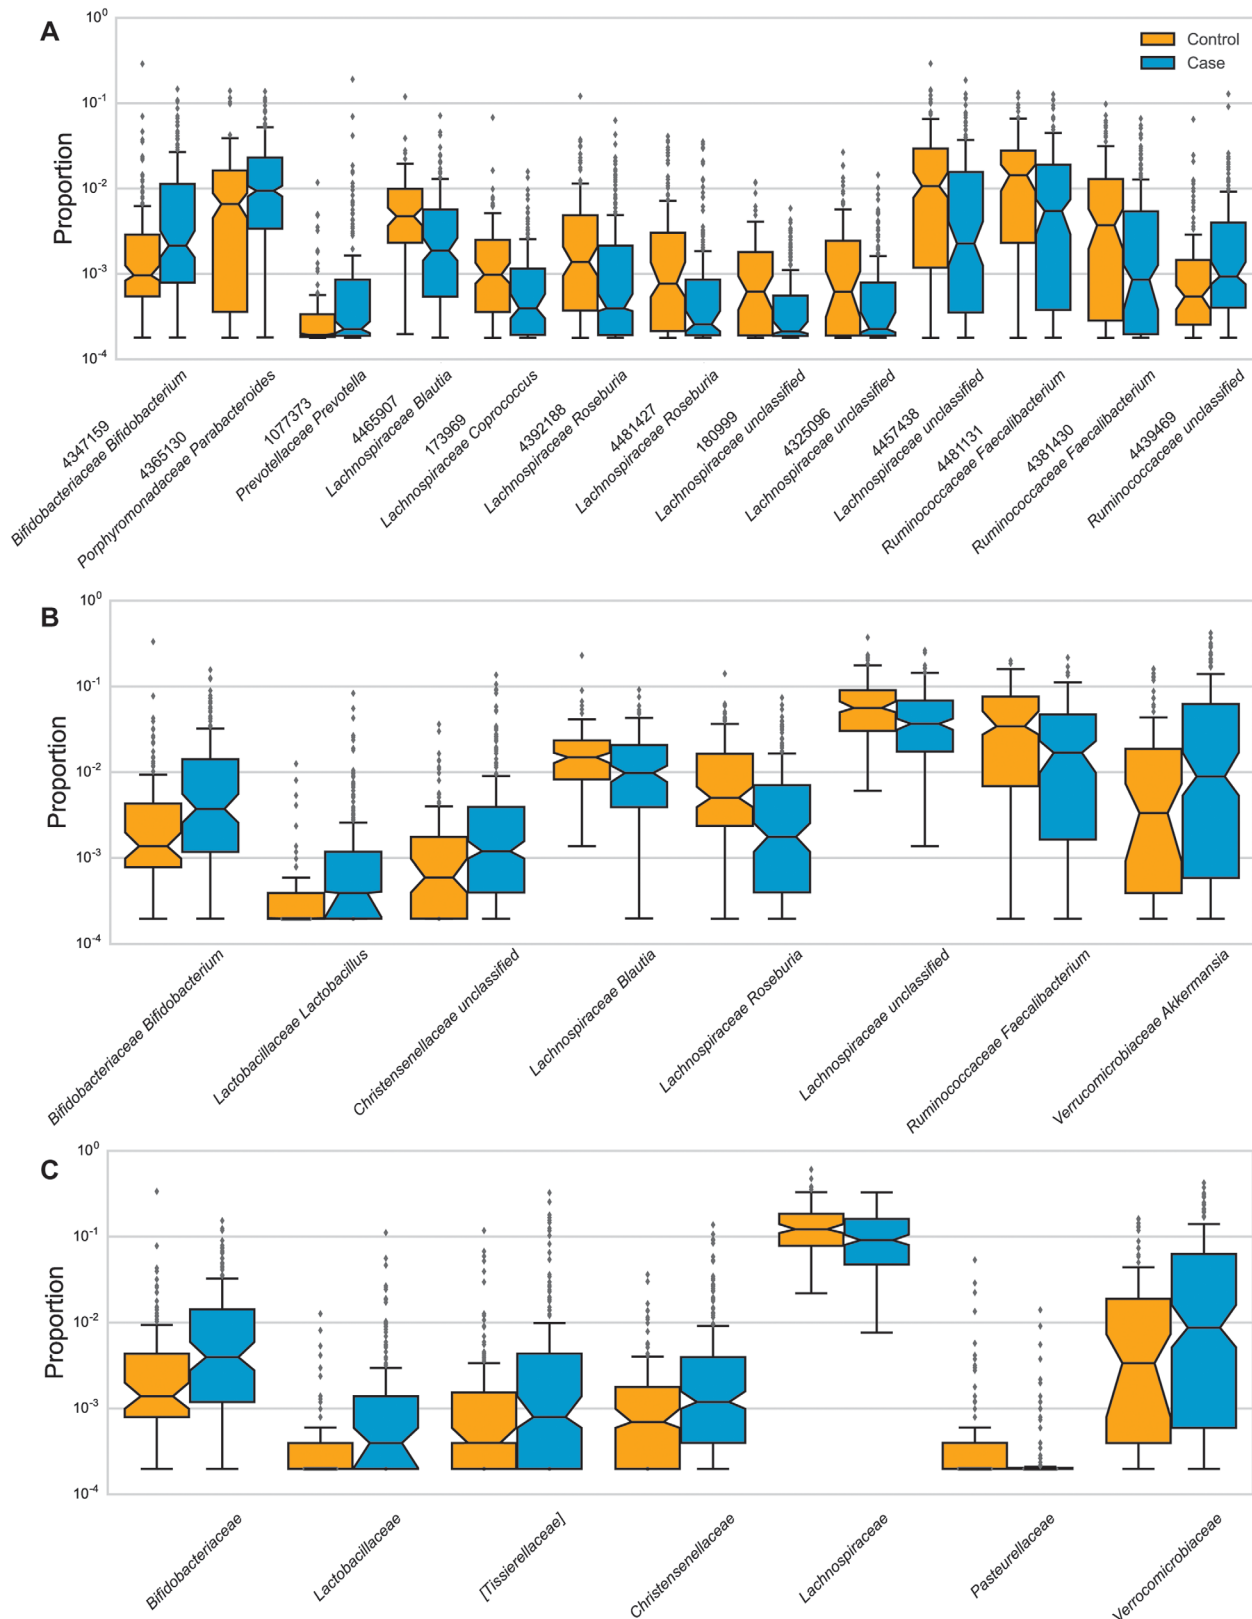 A
Control
Case
Proportion
10^0
10^-1
10^-2
10^-3
10^-4
4347159
Bifidobacteriaceae Bifidobacterium
4365130
Porphyromonadaceae Parabacteroides
1077373
Prevotellaceae Prevotella
4465907
Lachnospiraceae Blautia
173969
Lachnospiraceae Coprococcus
4392188
Lachnospiraceae Roseburia
4481427
Lachnospiraceae Roseburia
180999
Lachnospiraceae unclassified
4325096
Lachnospiraceae unclassified
4457438
Lachnospiraceae unclassified
4481131
Ruminococcaceae Faecalibacterium
4381430
Ruminococcaceae Faecalibacterium
4439469
Ruminococcaceae unclassified
B
Proportion
10^0
10^-1
10^-2
10^-3
10^-4
Bifidobacteriaceae Bifidobacterium
Lactobacillaceae Lactobacillus
Christensenellaceae unclassified
Lachnospiraceae Blautia
Lachnospiraceae Roseburia
Lachnospiraceae unclassified
Ruminococcaceae Faecalibacterium
Verrucomicrobiaceae Akkermansia
C
Proportion
10^0
10^-1
10^-2
10^-3
10^-4
Bifidobacteriaceae
Lactobacillaceae
[Tissierellaceae]
Christensenellaceae
Lachnospiraceae
Pasteurellaceae
Verrocomicrobiaceae